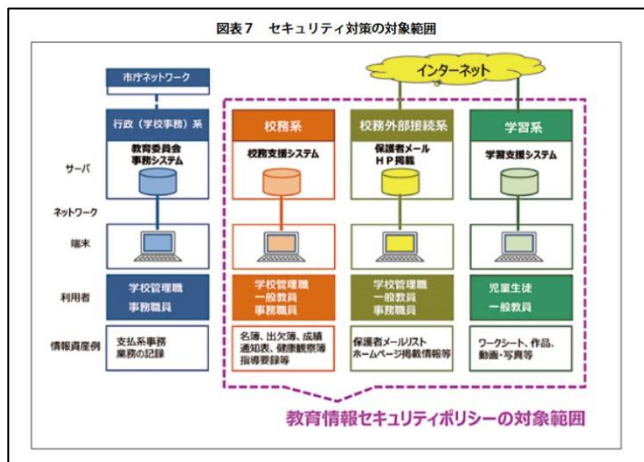 図表７　セキュリティ対策の対象範囲
市庁ネットワーク
インターネット
行政（学校事務）系
校務系
校務外部接続系
学習系
サーバ
教育委員会
事務システム
校務支援システム
保護者メール
ＨＰ掲載
学習支援システム
ネットワーク
端末
利用者
学校管理職
事務職員
学校管理職
一般教員
事務職員
学校管理職
一般教員
事務職員
児童生徒
一般教員
情報資産例
支払系事務
業務の記録
名簿、出欠簿、成績
通知表、健康観察簿
指導要録等
保護者メールリスト
ホームページ掲載情報等
ワークシート、作品、
動画・写真等
教育情報セキュリティポリシーの対象範囲